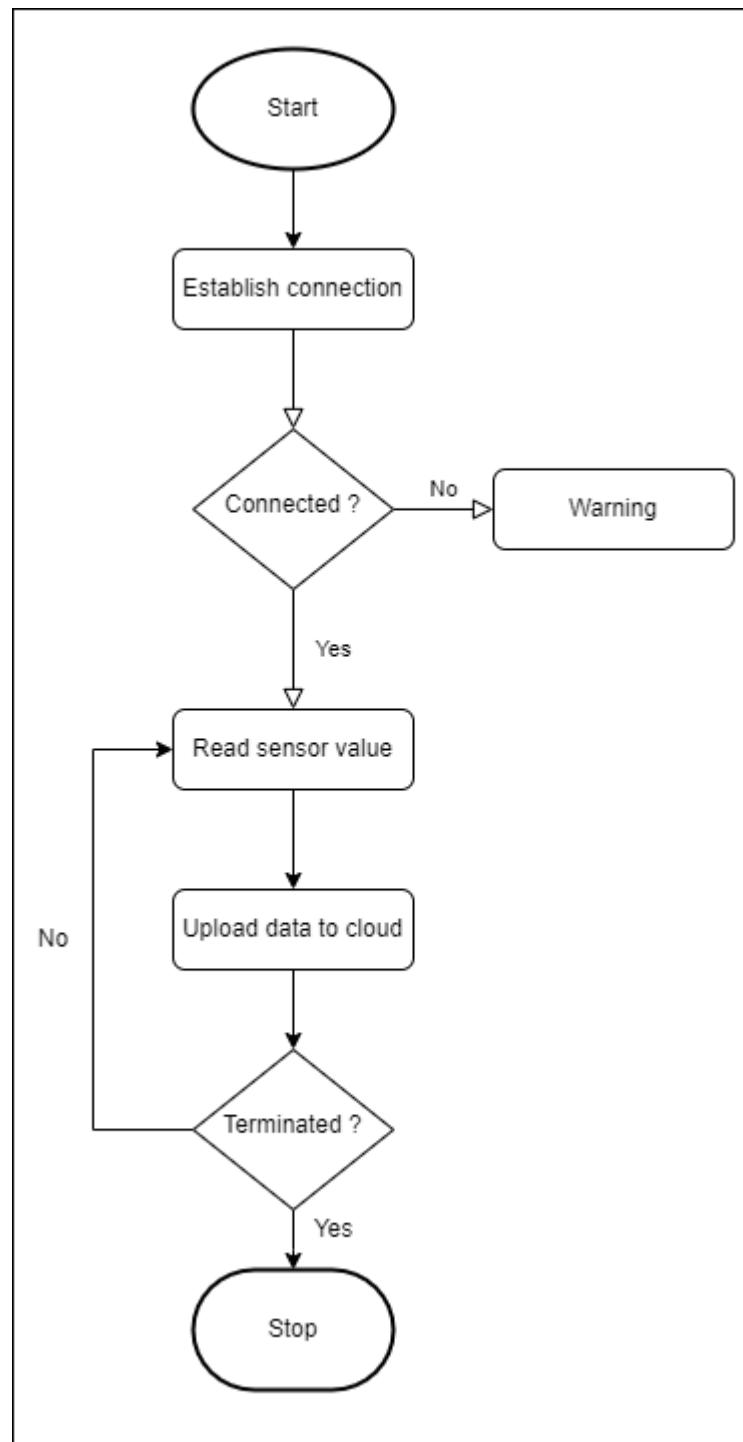 Start
Establish connection
Connected ?
No
Warning
Yes
Read sensor value
Upload data to cloud
No
Terminated ?
Yes
Stop